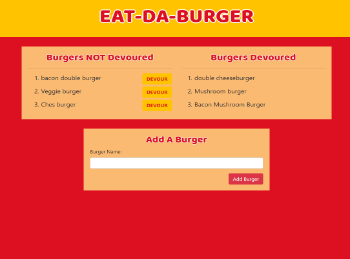 EAT-DA-BURGER
Burgers NOT Devoured
1. bacon double burger DEVOUR
2. Veggie burger DEVOUR
3. Ches burger DEVOUR
Burgers Devoured
1. double cheeseburger
2. Mushroom burger
3. Bacon Mushroom Burger
Add A Burger
Burger Name:
Add Burger